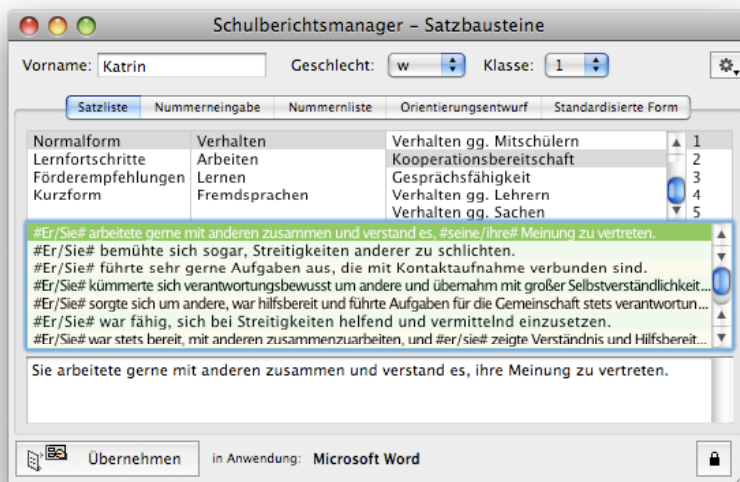 Schulberichtsmanager – Satzbausteine
Vorname: Katrin Geschlecht: w Klasse: 1
Satzliste Nummerneingabe Nummernliste Orientierungsentwurf Standardisierte Form
Normalform Verhalten Verhalten gg. Mitschülern 1
Lernfortschritte Arbeiten Kooperationsbereitschaft 2
Förderempfehlungen Lernen Gesprächsfähigkeit 3
Kurzform Fremdsprachen Verhalten gg. Lehrern 4
Verhalten gg. Sachen 5
#Er/Sie# arbeitete gerne mit anderen zusammen und verstand es, #seine/ihre# Meinung zu vertreten.
#Er/Sie# bemühte sich sogar, Streitigkeiten anderer zu schlichten.
#Er/Sie# führte sehr gerne Aufgaben aus, die mit Kontaktaufnahme verbunden sind.
#Er/Sie# kümmerte sich verantwortungsbewusst um andere und übernahm mit großer Selbstverständlichkeit...
#Er/Sie# sorgte sich um andere, war hilfsbereit und führte Aufgaben für die Gemeinschaft stets verantwortun...
#Er/Sie# war fähig, sich bei Streitigkeiten helfend und vermittelnd einzusetzen.
#Er/Sie# war stets bereit, mit anderen zusammenzuarbeiten, und #er/sie# zeigte Verständnis und Hilfsbereit...
Sie arbeitete gerne mit anderen zusammen und verstand es, ihre Meinung zu vertreten.
Übernehmen in Anwendung: Microsoft Word